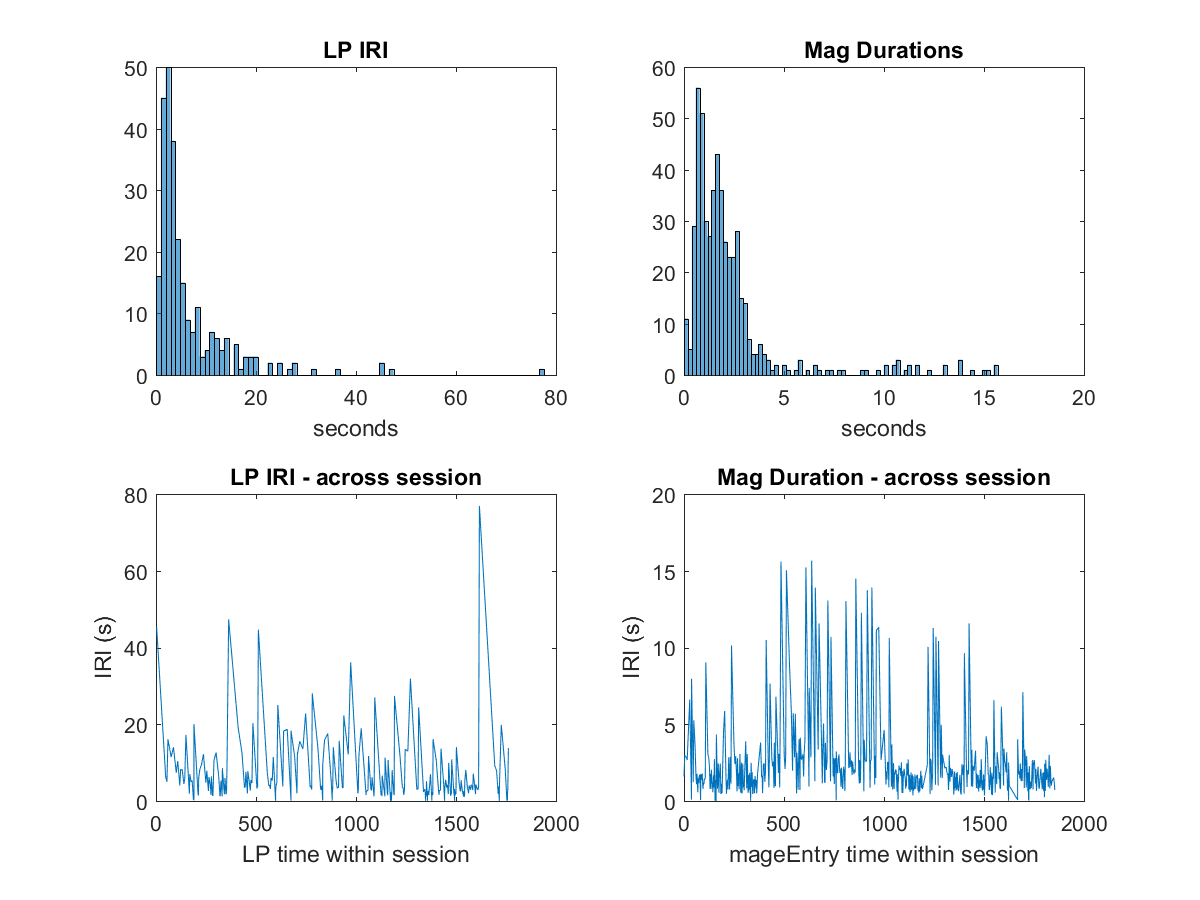 LP IRI
50
40
30
20
10
0
0 20 40 60 80
seconds
Mag Durations
60
50
40
30
20
10
0
0 5 10 15 20
seconds
LP IRI - across session
80
60
40
20
0
IRI (s)
0 500 1000 1500 2000
LP time within session
Mag Duration - across session
20
15
10
5
0
IRI (s)
0 500 1000 1500 2000
mageEntry time within session